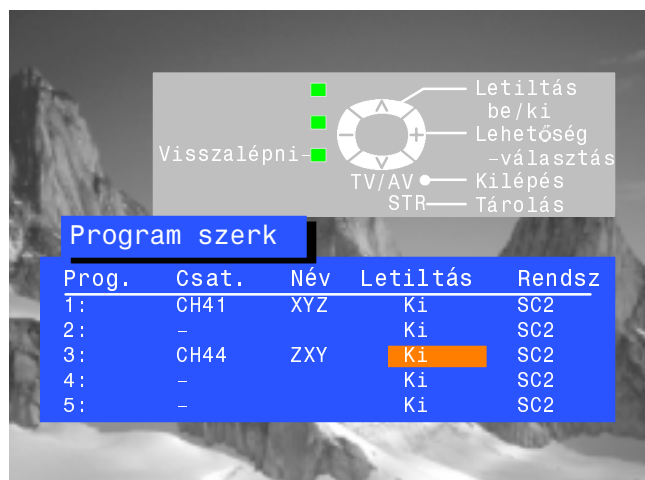 Letiltás
be/ki
Lehetőség
Visszalépni
-választás
TV/AV Kilépés
STR Tárolás
Program szerk
Prog. Csat. Név Letiltás Rendsz
1: CH41 XYZ Ki SC2
2: - Ki SC2
3: CH44 ZXY Ki SC2
4: - Ki SC2
5: - Ki SC2